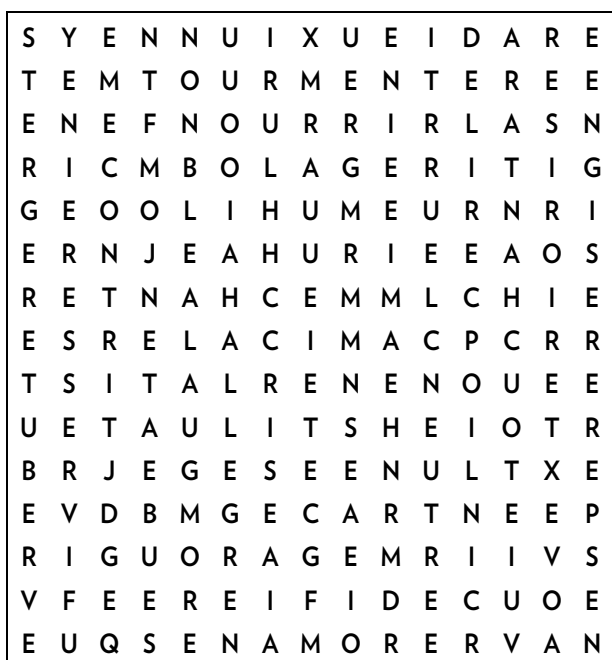 S Y E N N U I X U E I D A R E
T E M T O U R M E N T E R E E
E N E F N O U R R I R L A S N
R I C M B O L A G E R I T I G
G E O O L I H U M E U R N R I
E R N J E A H U R I E E A O S
R E T N A H C E M M L C H I E
E S R E L A C I M A C P C R R
T S I T A L R E N E N O U E E
U E T A U L I T S H E I O T R
B R J E G E S E E N U L T X E
E V D B M G E C A R T N E E P
R I G U O R A G E M R I I V S
V F E E R E I F I D E C U O E
E U Q S E N A M O R E R V A N